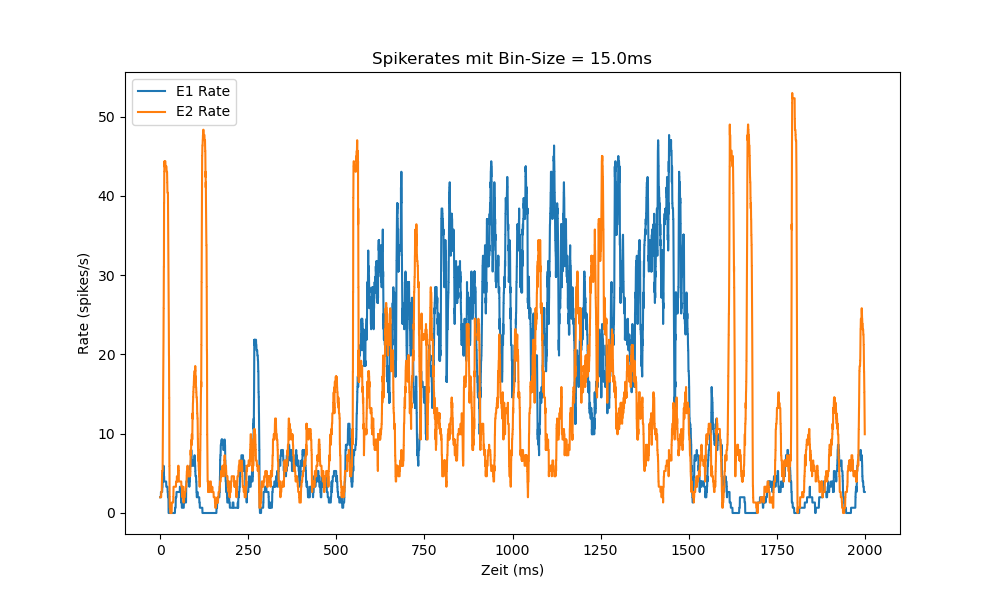 Spikerates mit Bin-Size = 15.0ms
E1 Rate
E2 Rate
Rate (spikes/s)
50
40
30
20
10
0
0 250 500 750 1000 1250 1500 1750 2000
Zeit (ms)